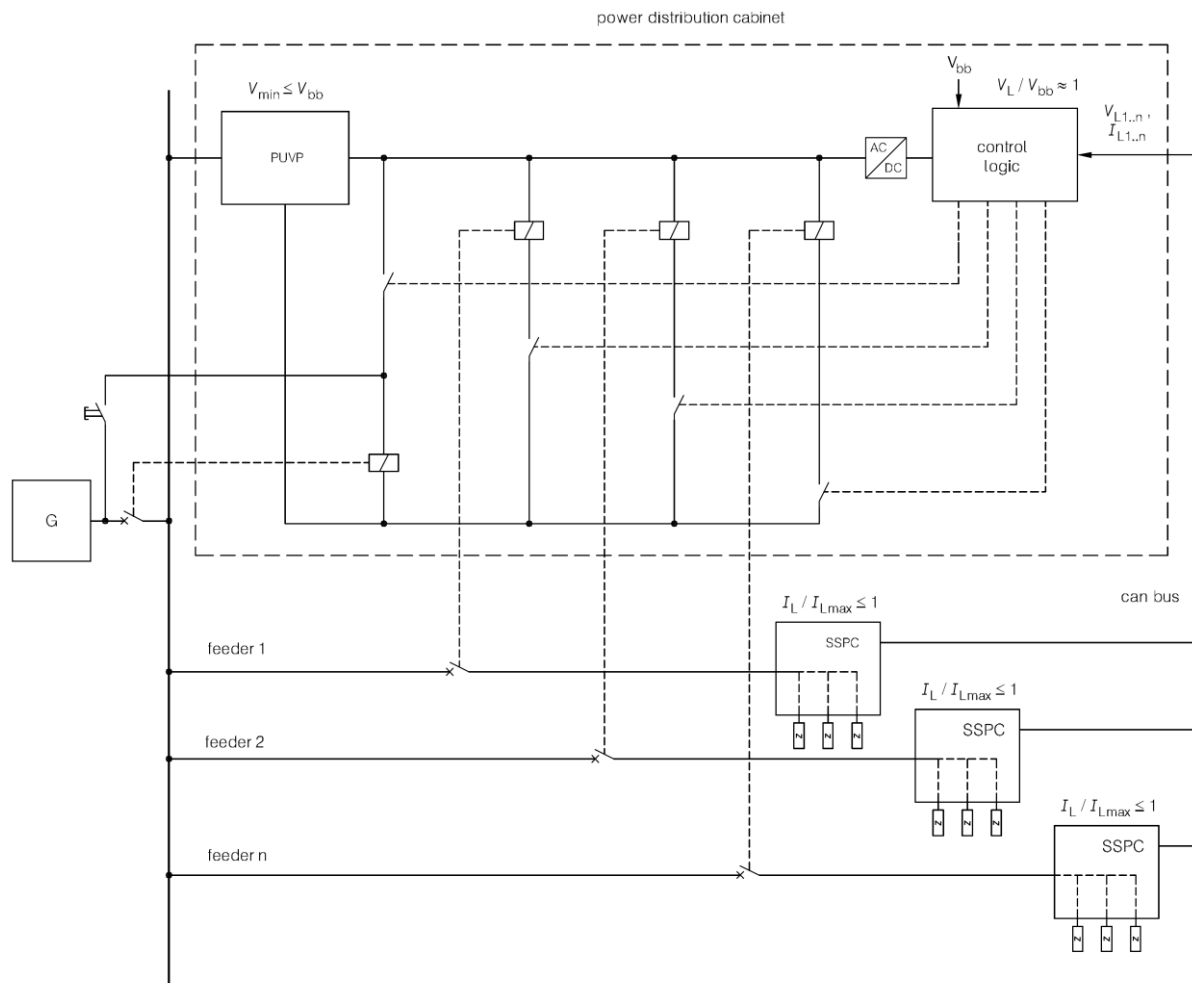 power distribution cabinet
V_min ≤ V_bb
V_bb
V_L / V_bb ≈ 1
V_L1..n ,
I_L1..n
PUVP
AC
DC
control
logic
G
can bus
I_L / I_Lmax ≤ 1
feeder 1
SSPC
Z Z Z
I_L / I_Lmax ≤ 1
feeder 2
SSPC
Z Z Z
I_L / I_Lmax ≤ 1
feeder n
SSPC
Z Z Z